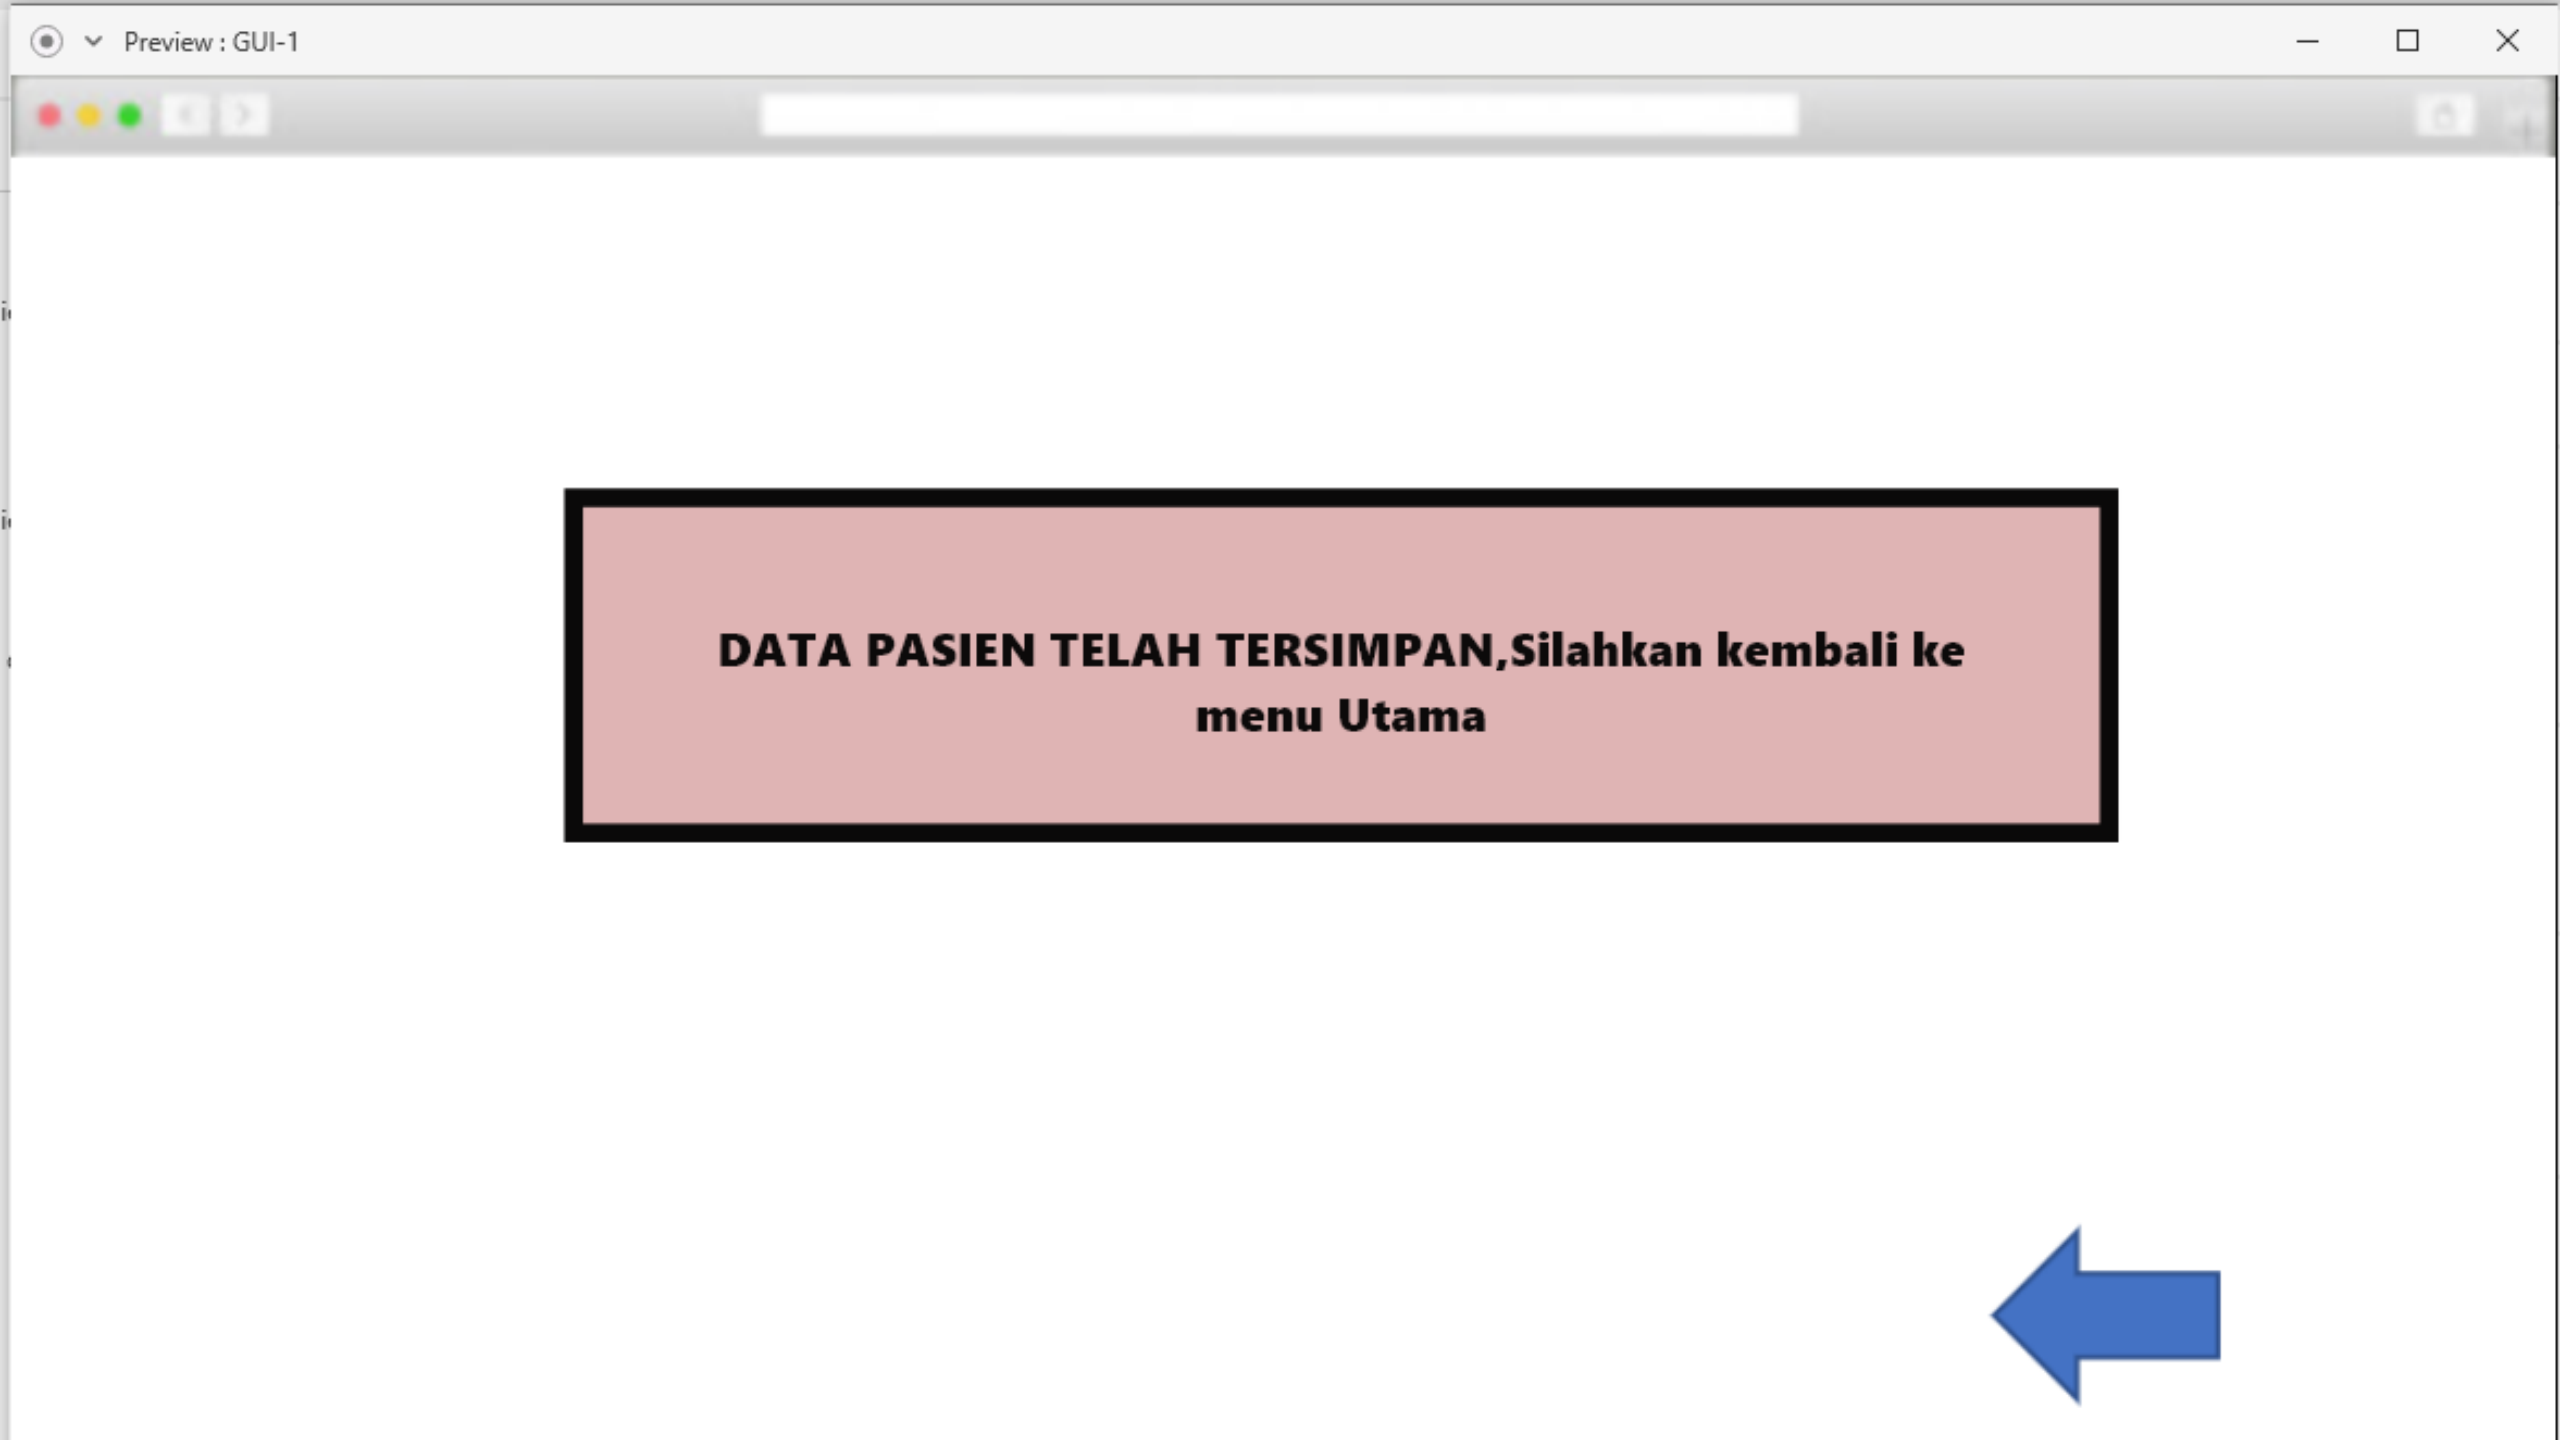 Preview : GUI-1
DATA PASIEN TELAH TERSIMPAN,Silahkan kembali ke
menu Utama